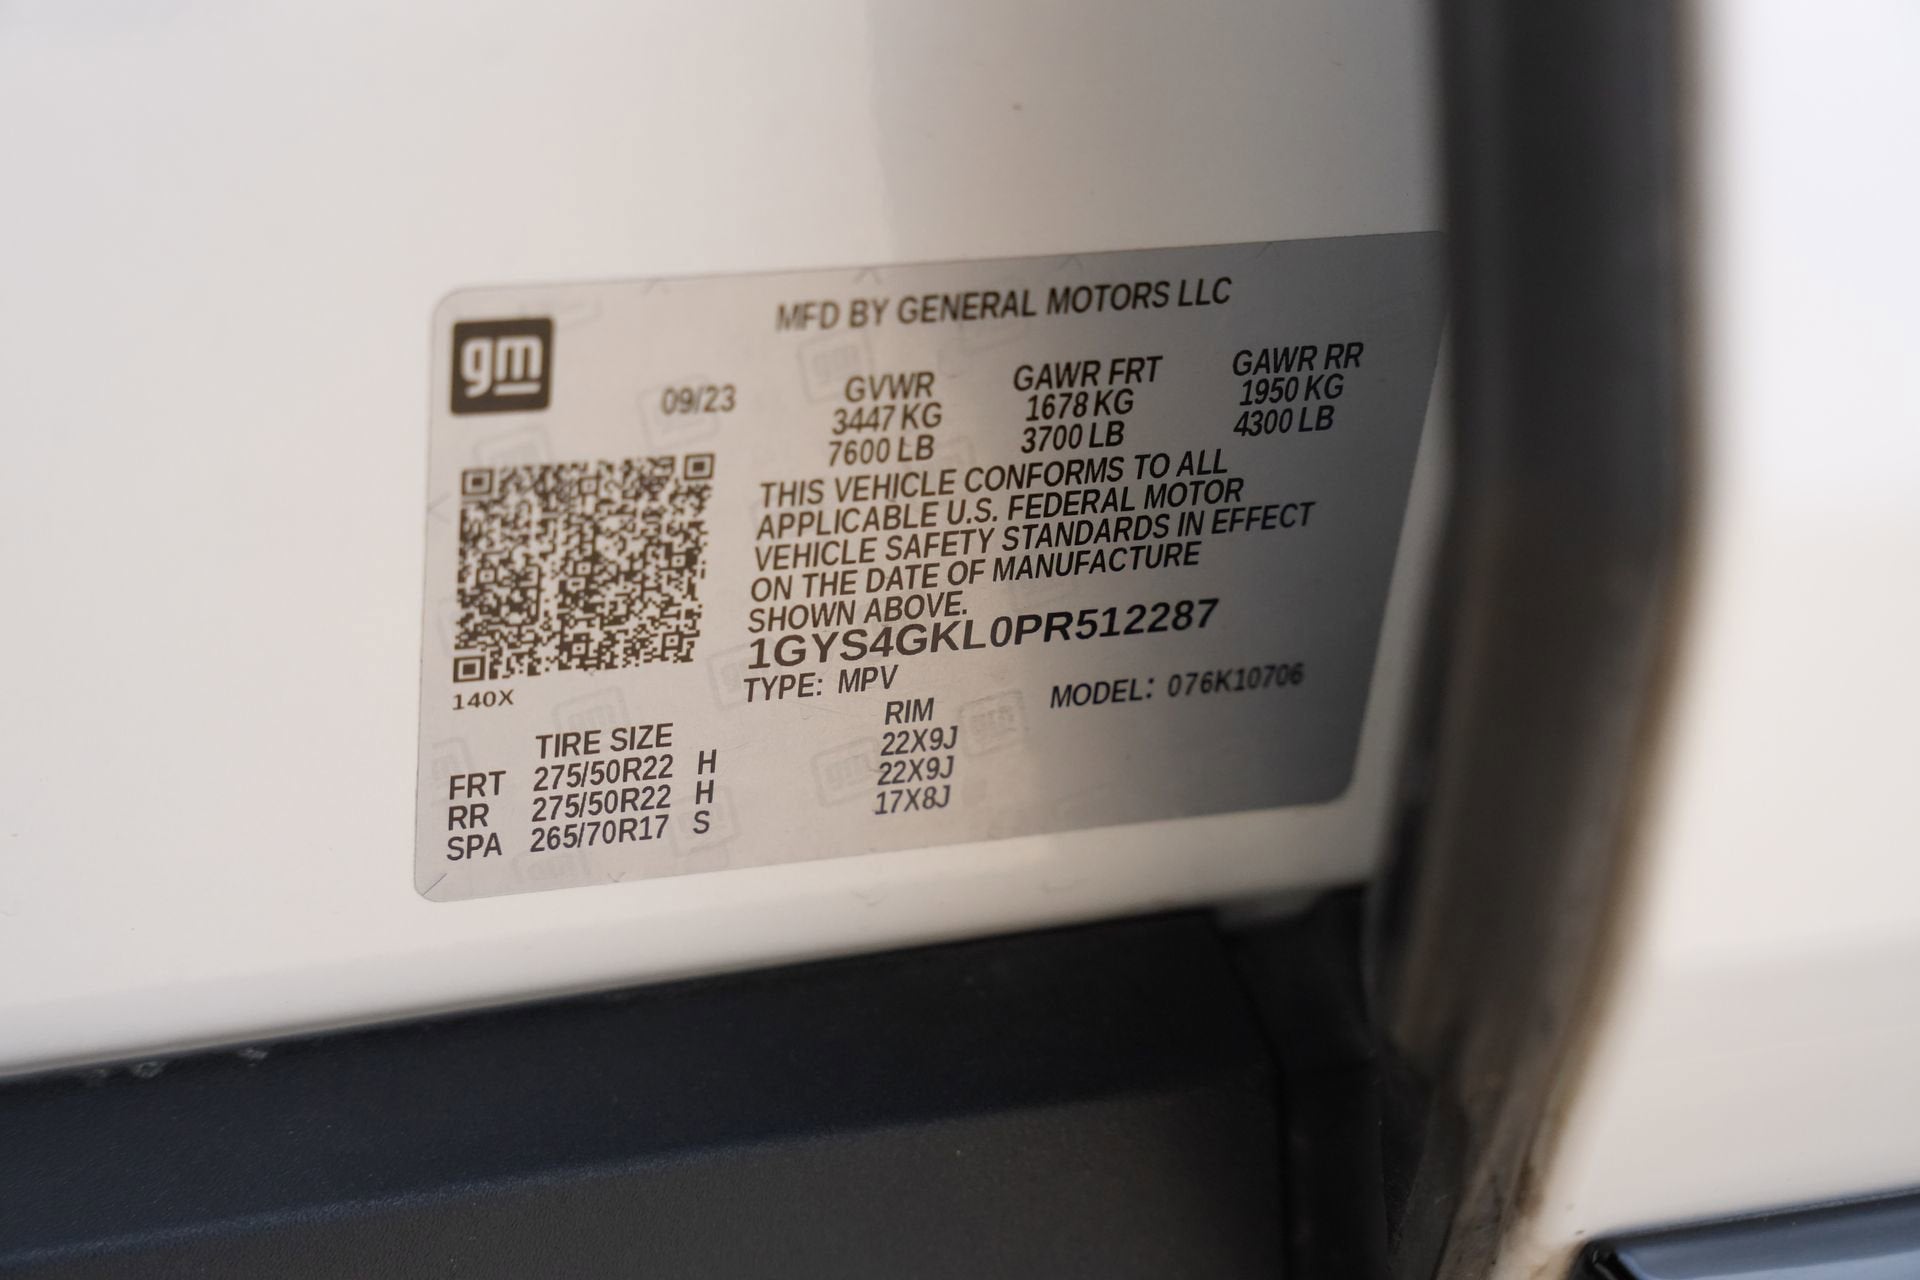 gm
MFD BY GENERAL MOTORS LLC
09/23 GVWR GAWR FRT GAWR RR
3447 KG 1678 KG 1950 KG
7600 LB 3700 LB 4300 LB
THIS VEHICLE CONFORMS TO ALL
APPLICABLE U.S. FEDERAL MOTOR
VEHICLE SAFETY STANDARDS IN EFFECT
ON THE DATE OF MANUFACTURE
SHOWN ABOVE.
1GYS4GKL0PR512287
140X
TYPE: MPV MODEL: 076K10706
TIRE SIZE RIM
FRT 275/50R22 H 22X9J
RR 275/50R22 H 22X9J
SPA 265/70R17 S 17X8J